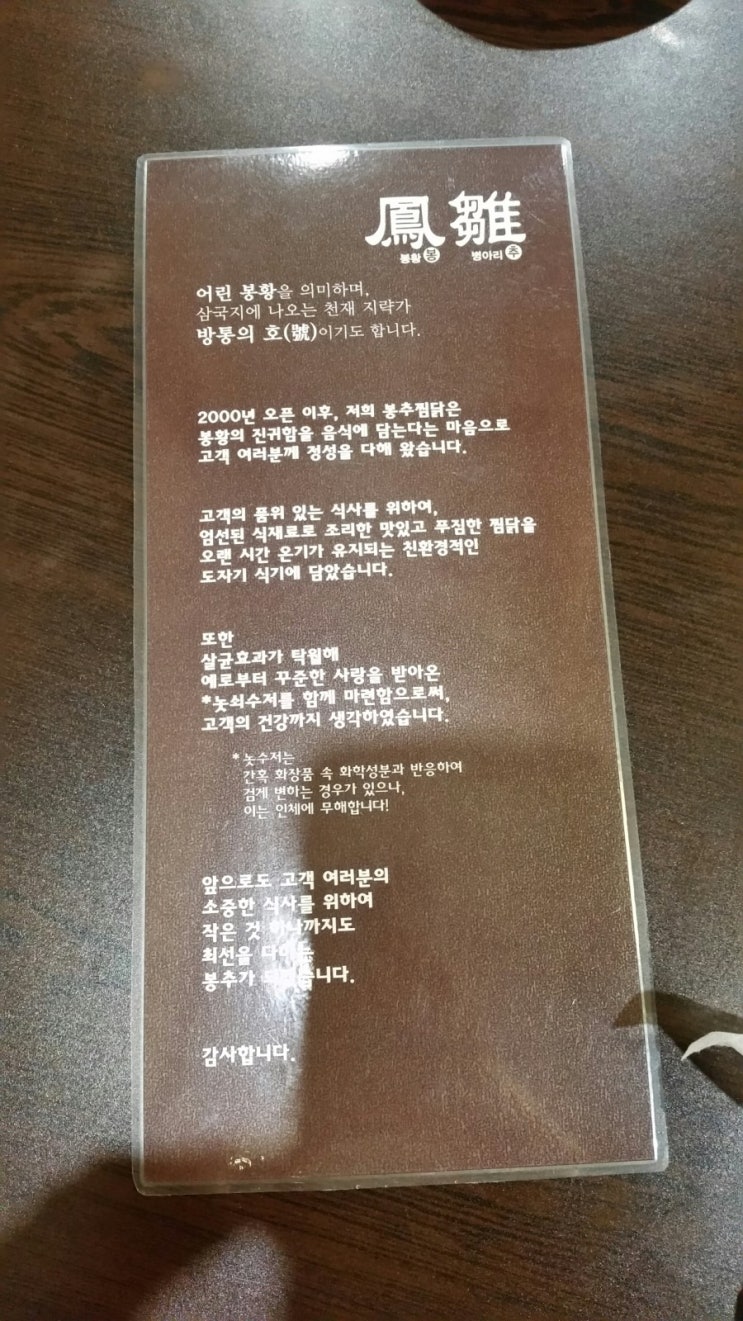 鳳雛
봉황 봉 병아리 추
어린 봉황을 의미하며,
삼국지에 나오는 천재 지략가
방통의 호(號)이기도 합니다.
2000년 오픈 이후, 저희 봉추찜닭은
봉황의 진귀함을 음식에 담는다는 마음으로
고객 여러분께 정성을 다해 왔습니다.
고객의 품위 있는 식사를 위하여,
엄선된 식재료로 조리한 맛있고 푸짐한 찜닭을
오랜 시간 온기가 유지되는 친환경적인
도자기 식기에 담았습니다.
또한
살균효과가 탁월해
예로부터 꾸준한 사랑을 받아온
*놋쇠수저를 함께 마련함으로써,
고객의 건강까지 생각하였습니다.
* 놋수저는
간혹 화장품 속 화학성분과 반응하여
검게 변하는 경우가 있으나,
이는 인체에 무해합니다!
앞으로도 고객 여러분의
소중한 식사를 위하여
작은 것 하나까지도
최선을
봉추가
감사합니다.